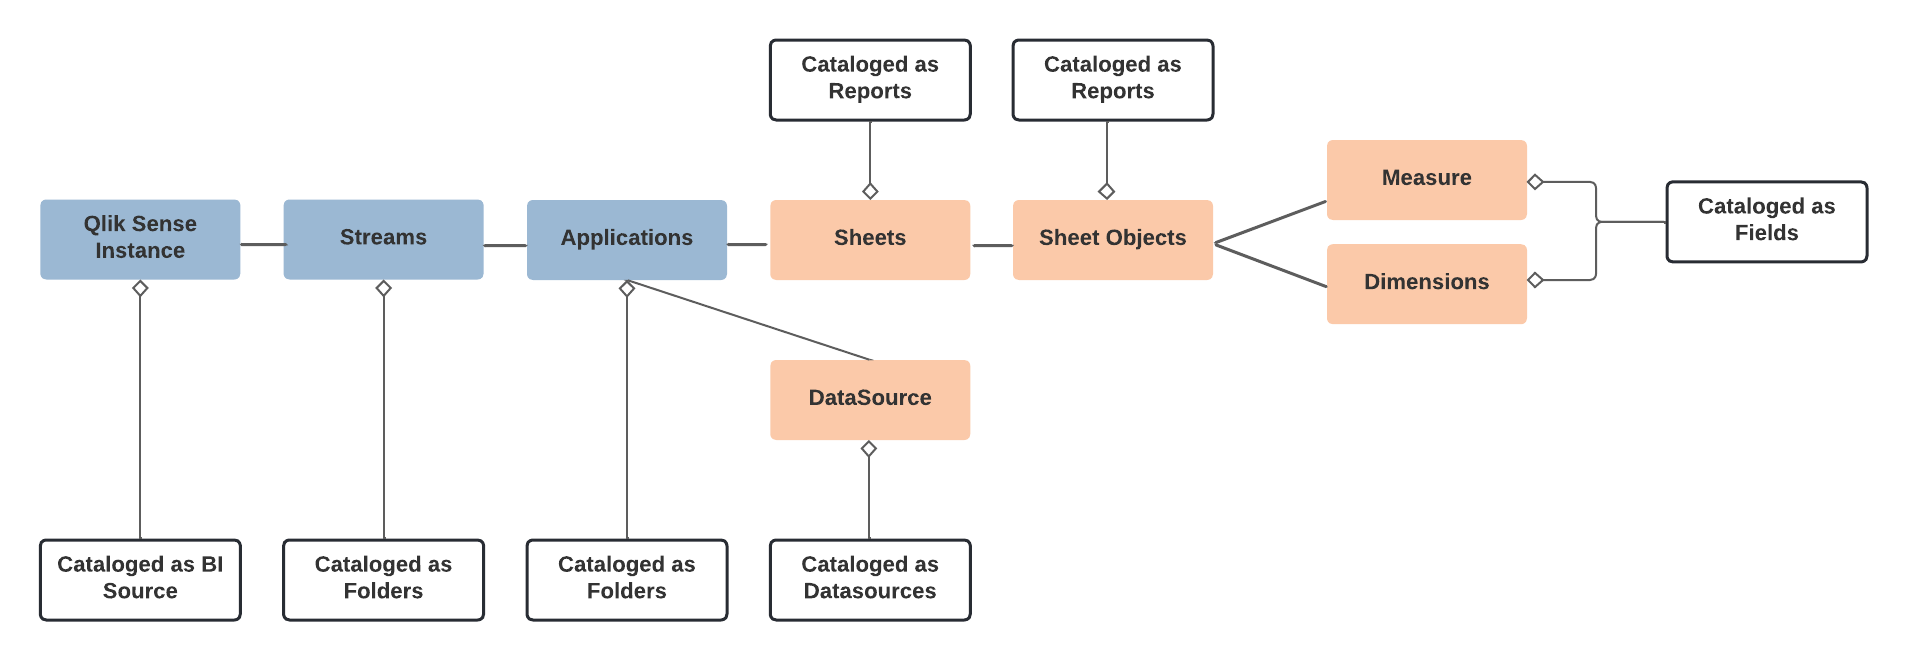 Cataloged as
Reports
Cataloged as
Reports
Measure
Cataloged as
Fields
Qlik Sense
Instance
Streams
Applications
Sheets
Sheet Objects
Dimensions
DataSource
Cataloged as BI
Source
Cataloged as
Folders
Cataloged as
Folders
Cataloged as
Datasources